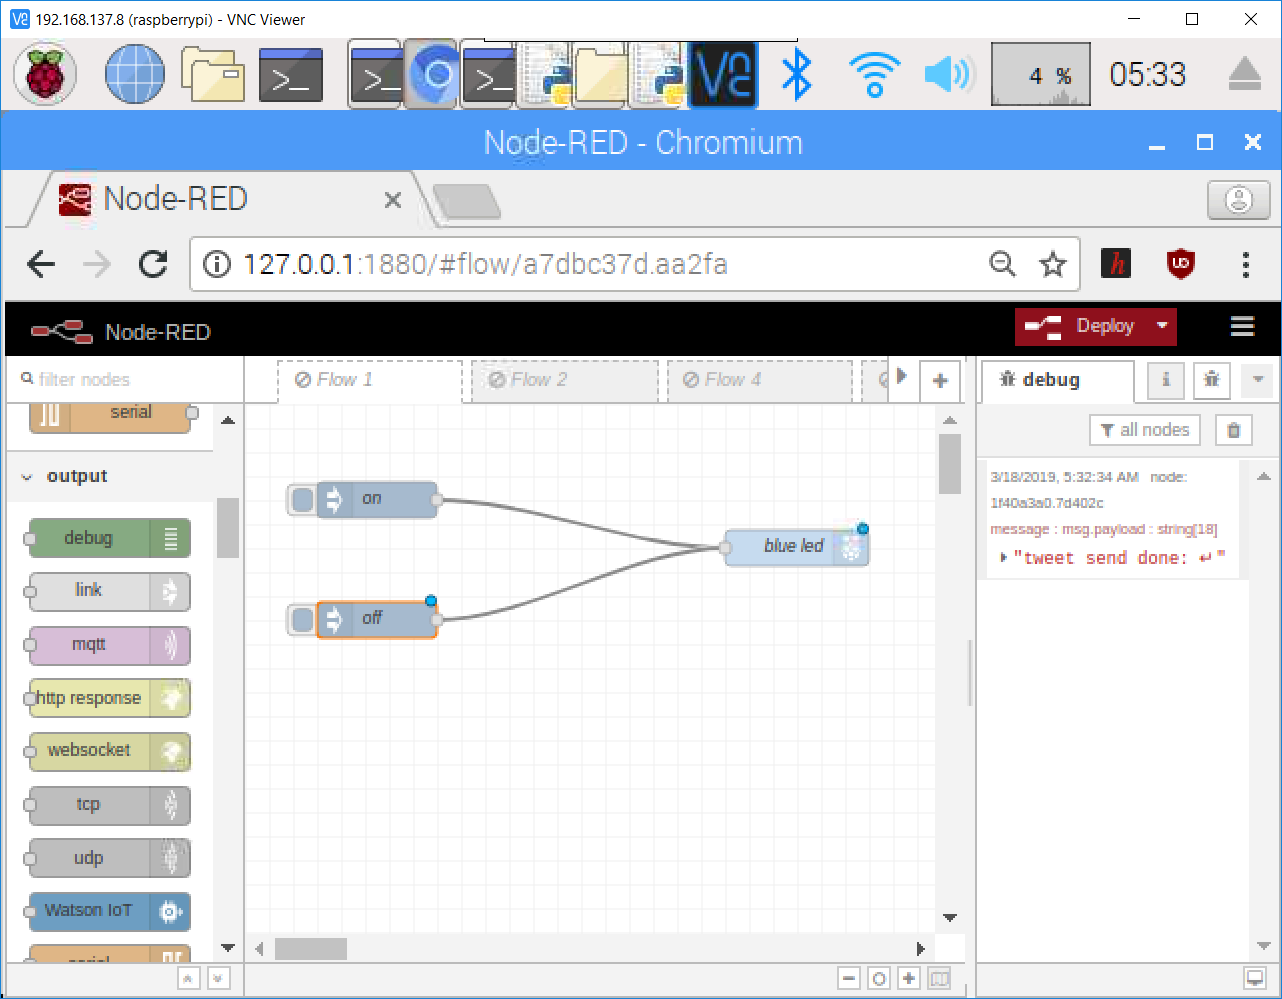 192.168.137.8 (raspberrypi) - VNC Viewer
4 %
05:33
Node-RED - Chromium
Node-RED
127.0.0.1:1880/#flow/a7dbc37d.aa2fa
Node-RED
Deploy
filter nodes
Flow 1
Flow 2
Flow 4
debug
all nodes
serial
output
debug
link
mqtt
http response
websocket
tcp
udp
Watson IoT
on
off
blue led
3/18/2019, 5:32:34 AM node:
1f40a3a0.7d402c
message : msg.payload : string[18]
"tweet send done: ↵"